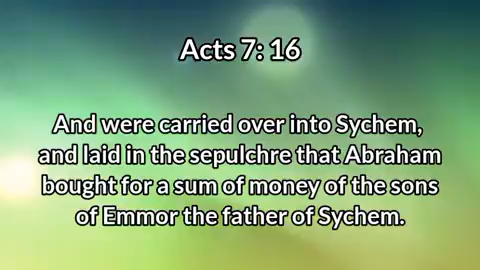 Acts 7: 16
And were carried over into Sychem,
and laid in the sepulchre that Abraham
bought for a sum of money of the sons
of Emmor the father of Sychem.